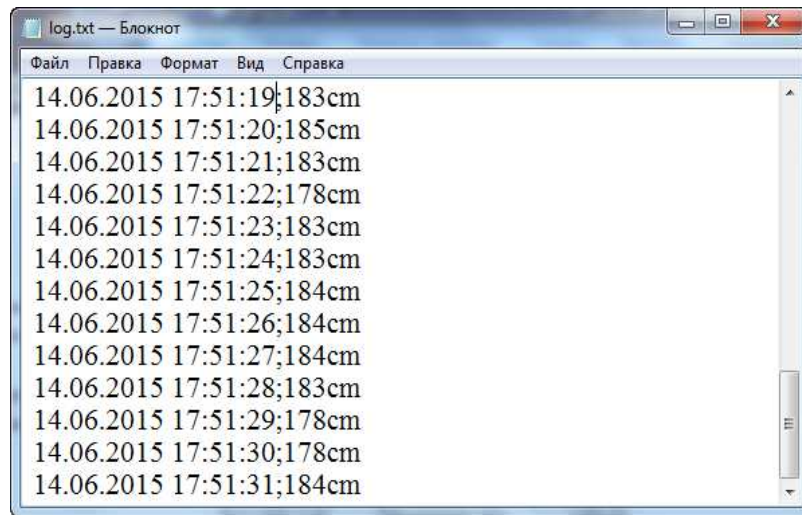 log.txt — Блокнот
Файл Правка Формат Вид Справка
14.06.2015 17:51:19;183cm
14.06.2015 17:51:20;185cm
14.06.2015 17:51:21;183cm
14.06.2015 17:51:22;178cm
14.06.2015 17:51:23;183cm
14.06.2015 17:51:24;183cm
14.06.2015 17:51:25;184cm
14.06.2015 17:51:26;184cm
14.06.2015 17:51:27;184cm
14.06.2015 17:51:28;183cm
14.06.2015 17:51:29;178cm
14.06.2015 17:51:30;178cm
14.06.2015 17:51:31;184cm